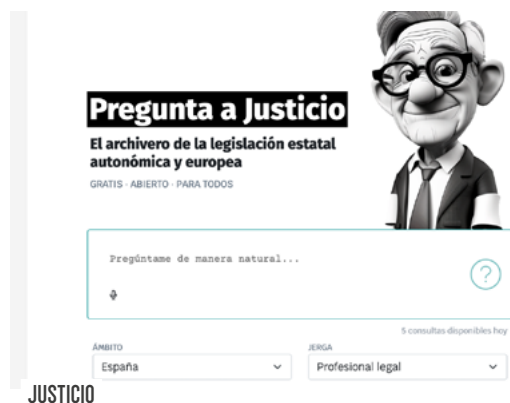 Pregunta a Justicio
El archivero de la legislación estatal
autonómica y europea
GRATIS · ABIERTO · PARA TODOS
Pregúntame de manera natural...
?
5 consultas disponibles hoy
ÁMBITO
JERGA
España
Profesional legal
JUSTICIO